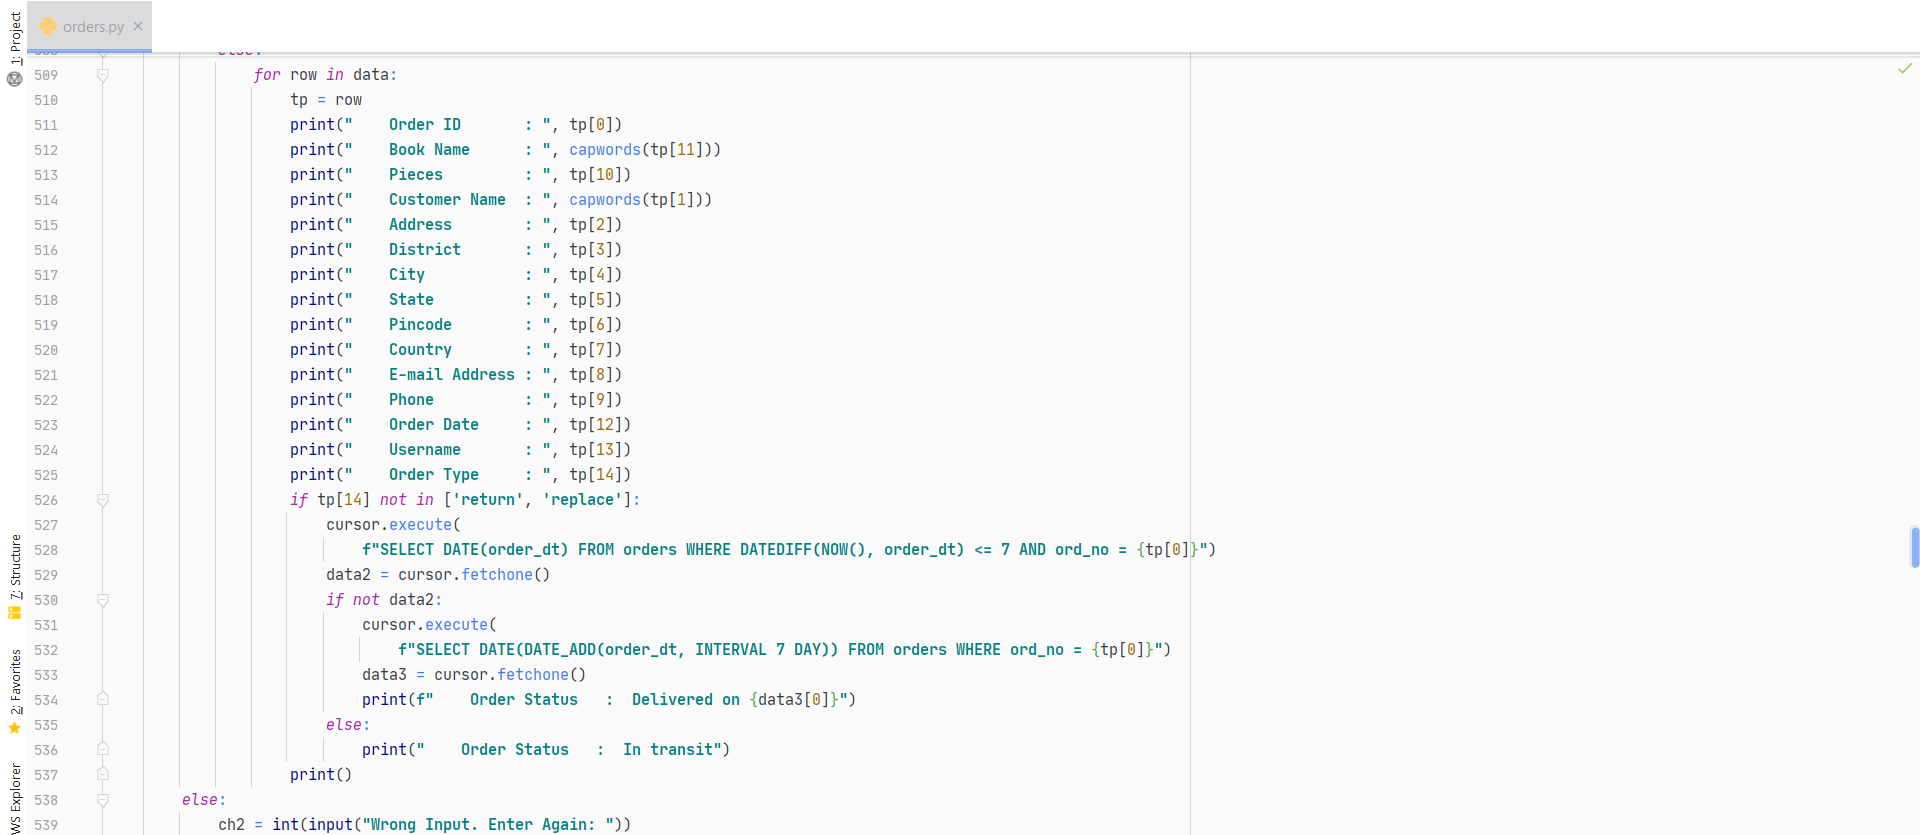 orders.py
1: Project
7: Structure
2: Favorites
WS Explorer
508 else:
509 for row in data:
510 tp = row
511 print("    Order ID       : ", tp[0])
512 print("    Book Name      : ", capwords(tp[11]))
513 print("    Pieces         : ", tp[10])
514 print("    Customer Name  : ", capwords(tp[1]))
515 print("    Address        : ", tp[2])
516 print("    District       : ", tp[3])
517 print("    City           : ", tp[4])
518 print("    State          : ", tp[5])
519 print("    Pincode        : ", tp[6])
520 print("    Country        : ", tp[7])
521 print("    E-mail Address : ", tp[8])
522 print("    Phone          : ", tp[9])
523 print("    Order Date     : ", tp[12])
524 print("    Username       : ", tp[13])
525 print("    Order Type     : ", tp[14])
526 if tp[14] not in ['return', 'replace']:
527 cursor.execute(
528 f"SELECT DATE(order_dt) FROM orders WHERE DATEDIFF(NOW(), order_dt) <= 7 AND ord_no = {tp[0]}")
529 data2 = cursor.fetchone()
530 if not data2:
531 cursor.execute(
532 f"SELECT DATE(DATE_ADD(order_dt, INTERVAL 7 DAY)) FROM orders WHERE ord_no = {tp[0]}")
533 data3 = cursor.fetchone()
534 print(f"    Order Status   :  Delivered on {data3[0]}")
535 else:
536 print("    Order Status   :  In transit")
537 print()
538 else:
539 ch2 = int(input("Wrong Input. Enter Again: "))